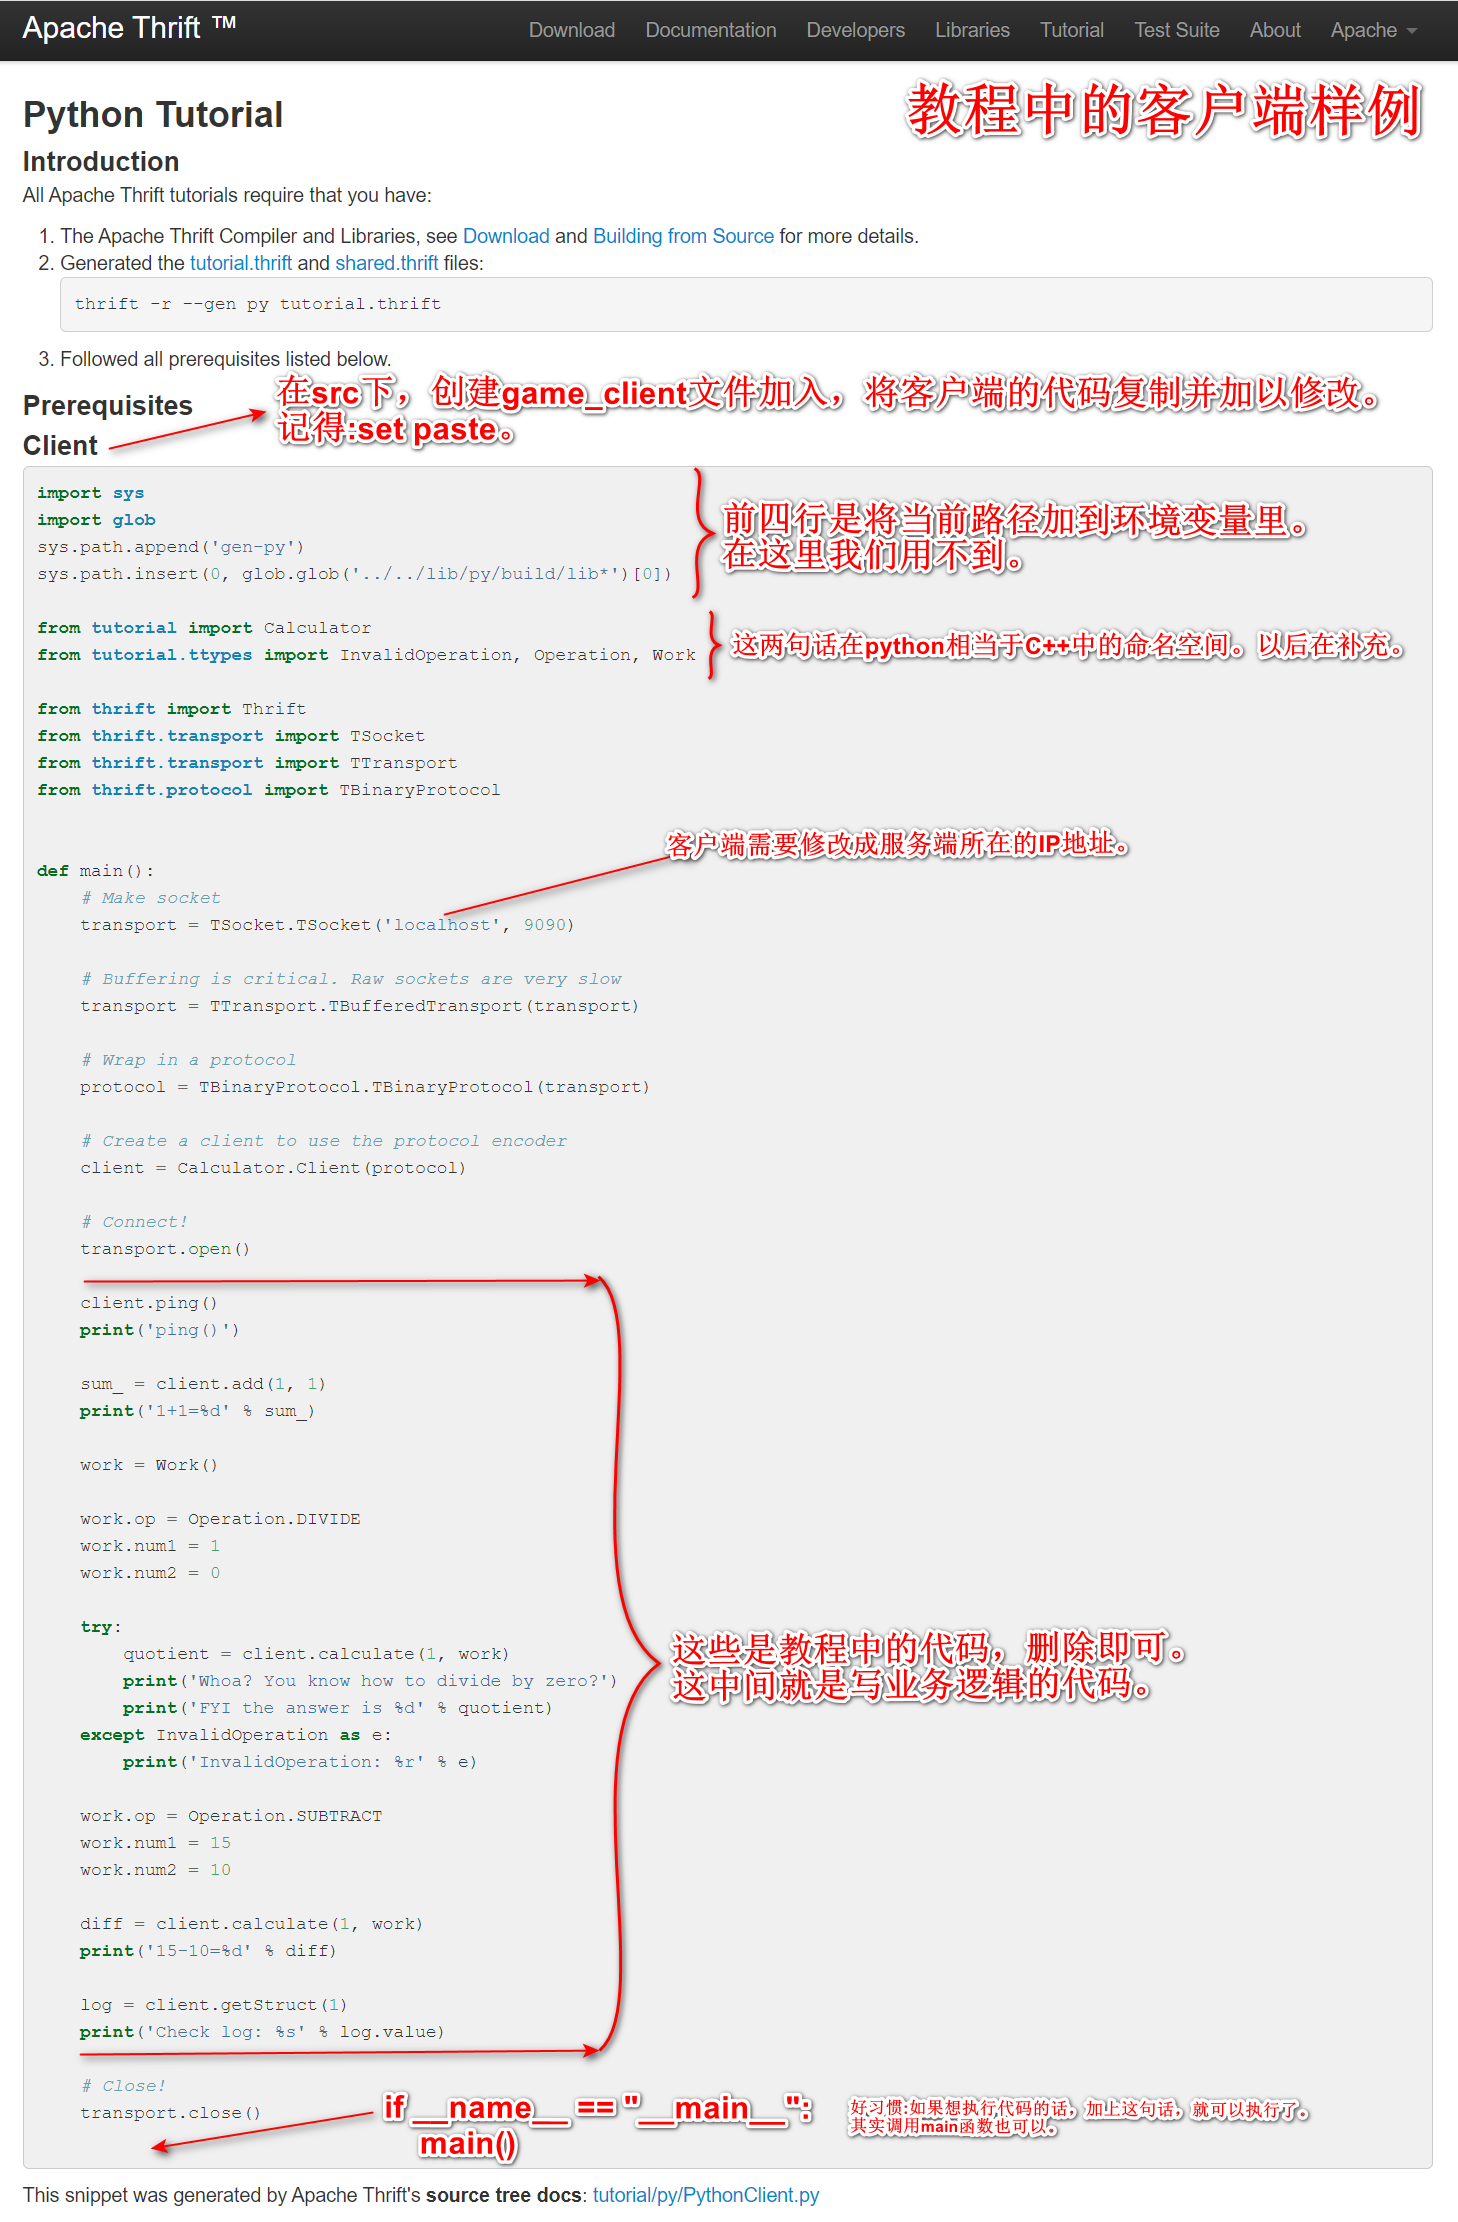 Apache Thrift ™
Download Documentation Developers Libraries Tutorial Test Suite About Apache
教程中的客户端样例
Python Tutorial
Introduction
All Apache Thrift tutorials require that you have:
1. The Apache Thrift Compiler and Libraries, see Download and Building from Source for more details.
2. Generated the tutorial.thrift and shared.thrift files:
thrift -r --gen py tutorial.thrift
3. Followed all prerequisites listed below.
在src下，创建game_client文件加入，将客户端的代码复制并加以修改。
记得:set paste。
Prerequisites
Client
import sys
import glob
sys.path.append('gen-py')
sys.path.insert(0, glob.glob('../../lib/py/build/lib*')[0])
前四行是将当前路径加到环境变量里。
在这里我们用不到。
from tutorial import Calculator
from tutorial.ttypes import InvalidOperation, Operation, Work
这两句话在python相当于C++中的命名空间。以后在补充。
from thrift import Thrift
from thrift.transport import TSocket
from thrift.transport import TTransport
from thrift.protocol import TBinaryProtocol
客户端需要修改成服务端所在的IP地址。
def main():
# Make socket
transport = TSocket.TSocket('localhost', 9090)
# Buffering is critical. Raw sockets are very slow
transport = TTransport.TBufferedTransport(transport)
# Wrap in a protocol
protocol = TBinaryProtocol.TBinaryProtocol(transport)
# Create a client to use the protocol encoder
client = Calculator.Client(protocol)
# Connect!
transport.open()
client.ping()
print('ping()')
sum_ = client.add(1, 1)
print('1+1=%d' % sum_)
work = Work()
work.op = Operation.DIVIDE
work.num1 = 1
work.num2 = 0
try:
quotient = client.calculate(1, work)
print('Whoa? You know how to divide by zero?')
print('FYI the answer is %d' % quotient)
except InvalidOperation as e:
print('InvalidOperation: %r' % e)
这些是教程中的代码，删除即可。
这中间就是写业务逻辑的代码。
work.op = Operation.SUBTRACT
work.num1 = 15
work.num2 = 10
diff = client.calculate(1, work)
print('15-10=%d' % diff)
log = client.getStruct(1)
print('Check log: %s' % log.value)
# Close!
transport.close()
if __name__ == "__main__":
main()
好习惯:如果想执行代码的话，加上这句话，就可以执行了。
其实调用main函数也可以。
This snippet was generated by Apache Thrift's source tree docs: tutorial/py/PythonClient.py